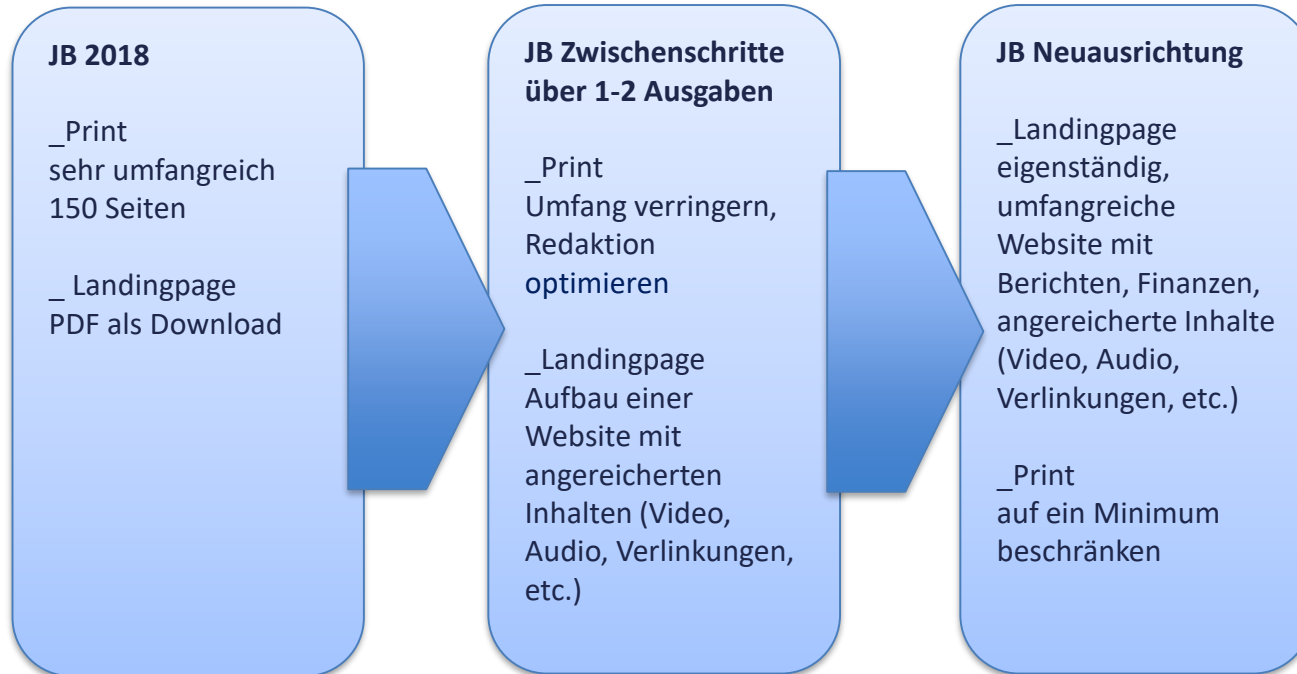 JB 2018
_Print
sehr umfangreich
150 Seiten
_ Landingpage
PDF als Download
JB Zwischenschritte
über 1-2 Ausgaben
_Print
Umfang verringern,
Redaktion
optimieren
_Landingpage
Aufbau einer
Website mit
angereicherten
Inhalten (Video,
Audio, Verlinkungen,
etc.)
JB Neuausrichtung
_Landingpage
eigenständig,
umfangreiche
Website mit
Berichten, Finanzen,
angereicherte Inhalte
(Video, Audio,
Verlinkungen, etc.)
_Print
auf ein Minimum
beschränken